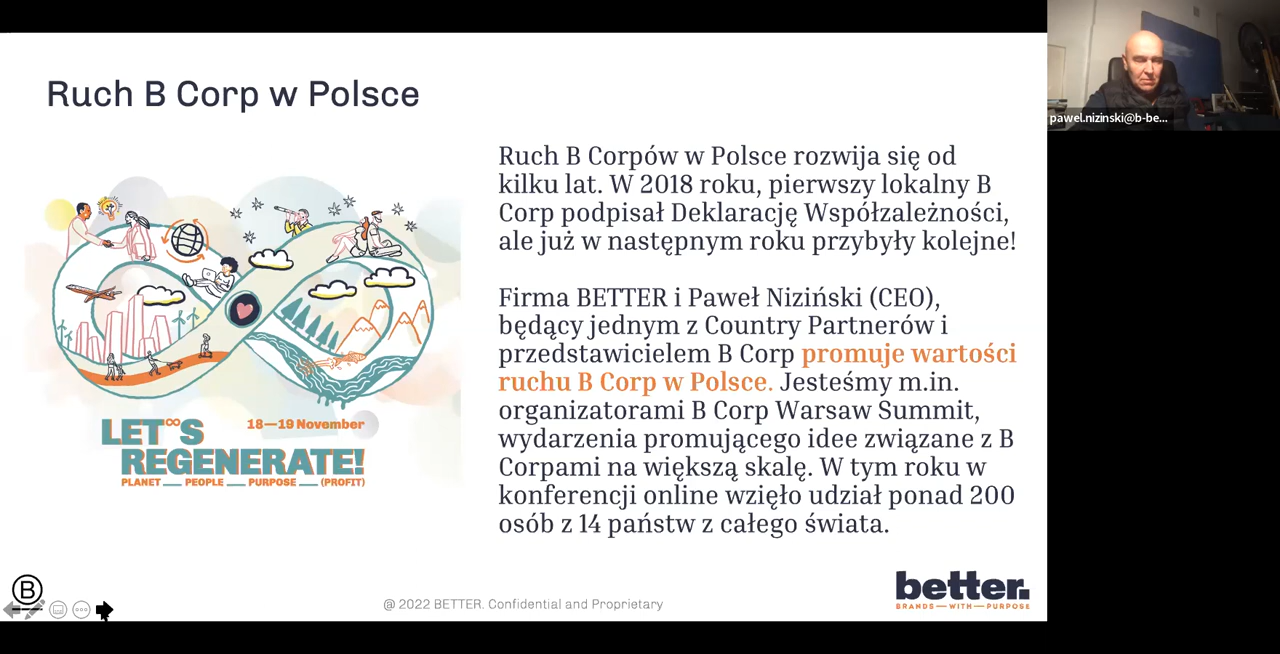 Ruch B Corp w Polsce
Ruch B Corpów w Polsce rozwija się od
kilku lat. W 2018 roku, pierwszy lokalny B
Corp podpisał Deklarację Współzależności,
ale już w następnym roku przybyły kolejne!
Firma BETTER i Paweł Niziński (CEO),
będący jednym z Country Partnerów i
przedstawicielem B Corp promuje wartości
ruchu B Corp w Polsce. Jesteśmy m.in.
organizatorami B Corp Warsaw Summit,
wydarzenia promującego idee związane z B
Corpami na większą skalę. W tym roku w
konferencji online wzięło udział ponad 200
osób z 14 państw z całego świata.
LET∞S
18—19 November
REGENERATE!
PLANET __ PEOPLE __ PURPOSE __ (PROFIT)
B
@ 2022 BETTER. Confidential and Proprietary
better.
BRANDS—WITH—PURPOSE
pawel.nizinski@b-be...